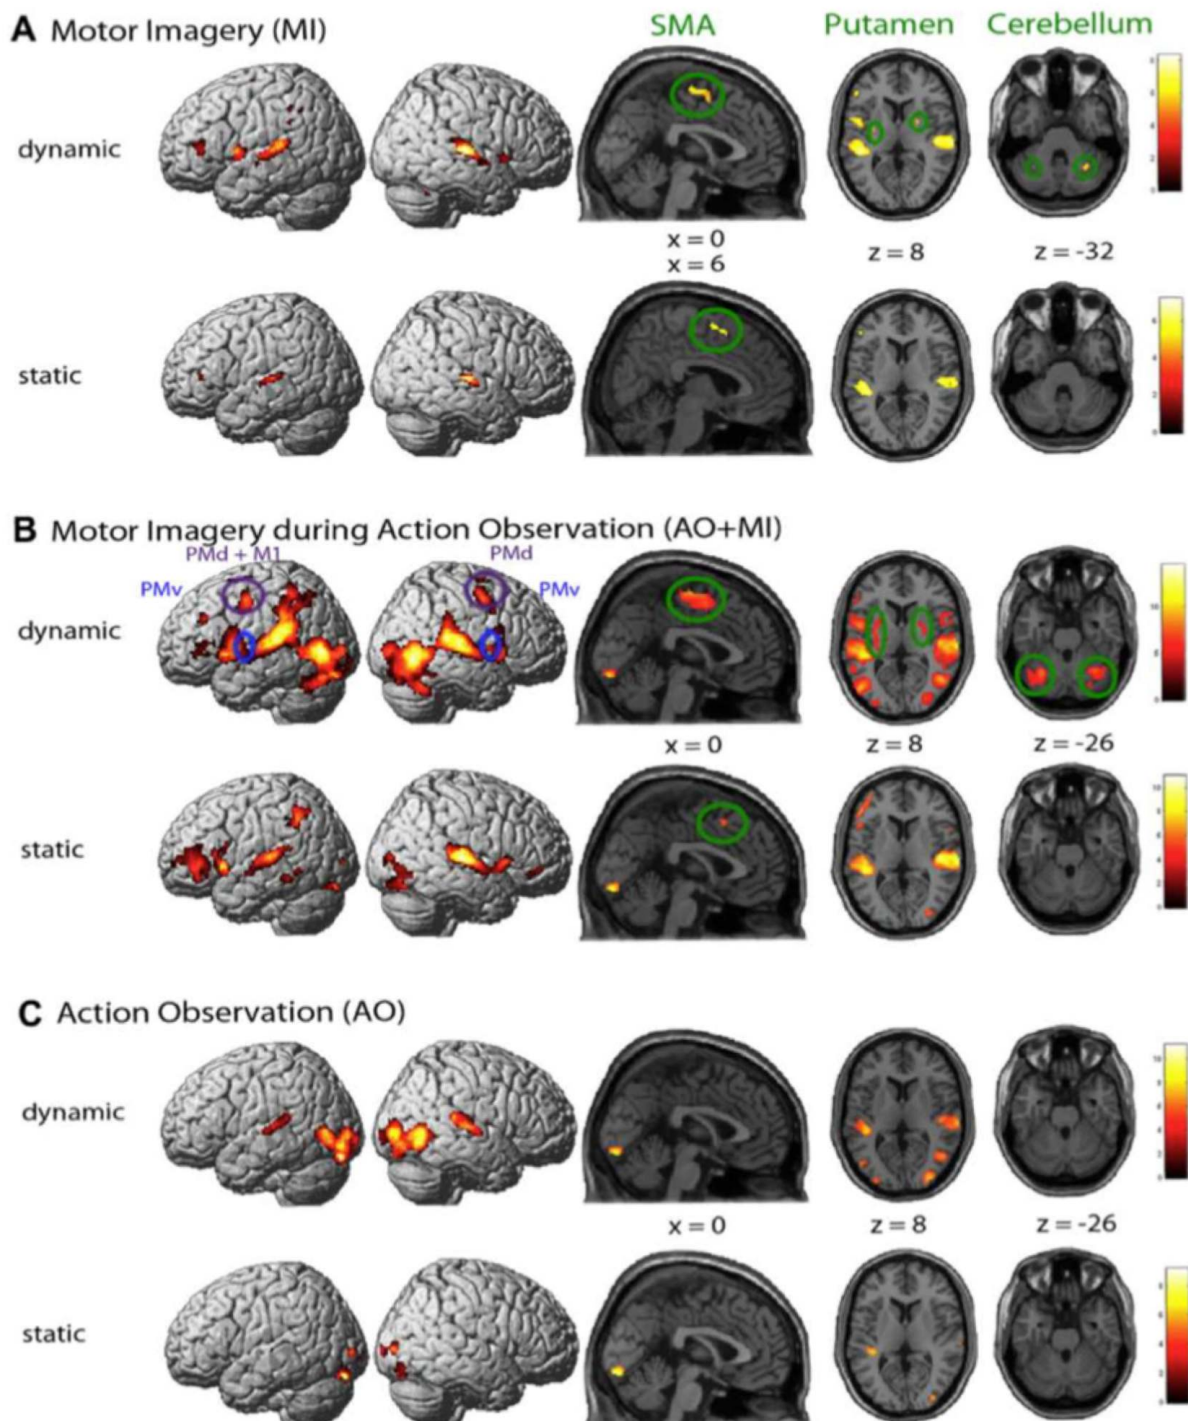 A Motor Imagery (MI)
SMA Putamen Cerebellum
dynamic
x = 0 z = 8 z = -32
x = 6
static
B Motor Imagery during Action Observation (AO+MI)
PMd + M1 PMd
PMv PMv
dynamic
x = 0 z = 8 z = -26
static
C Action Observation (AO)
dynamic
x = 0 z = 8 z = -26
static